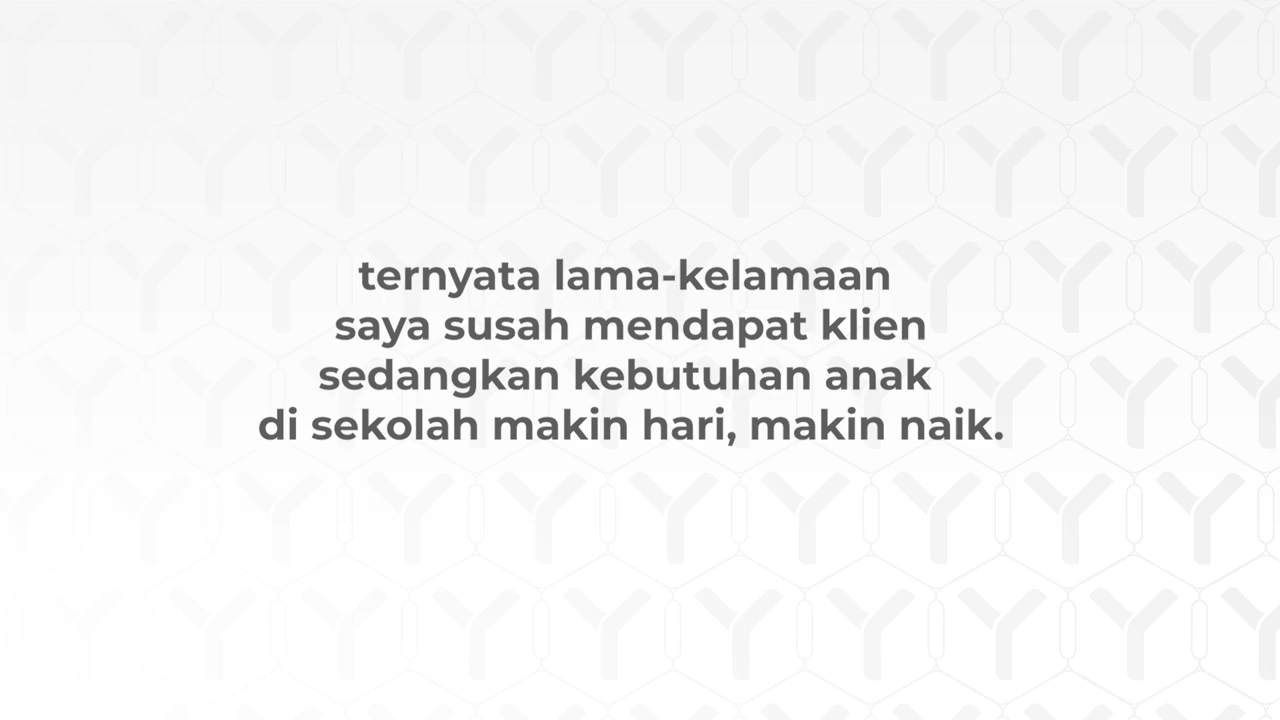 ternyata lama-kelamaan
saya susah mendapat klien
sedangkan kebutuhan anak
di sekolah makin hari, makin naik.